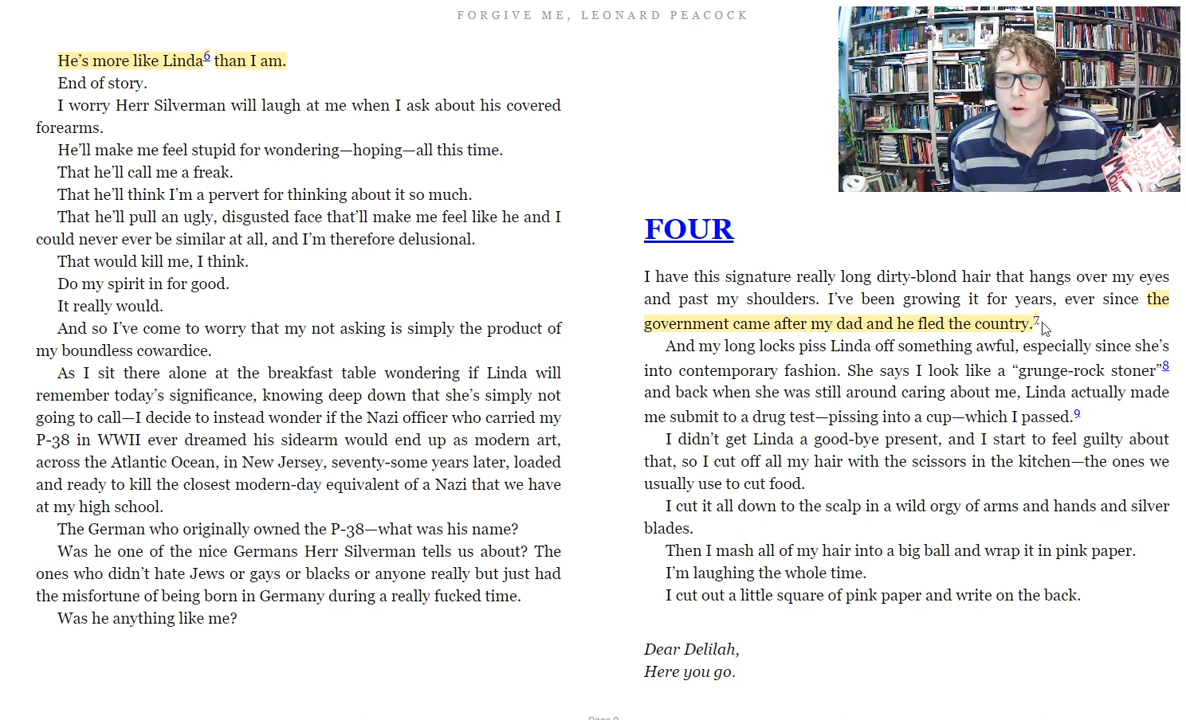 FORGIVE ME, LEONARD PEACOCK
He’s more like Linda6 than I am.
End of story.
I worry Herr Silverman will laugh at me when I ask about his covered
forearms.
He’ll make me feel stupid for wondering—hoping—all this time.
That he’ll call me a freak.
That he’ll think I’m a pervert for thinking about it so much.
That he’ll pull an ugly, disgusted face that’ll make me feel like he and I
could never ever be similar at all, and I’m therefore delusional.
That would kill me, I think.
Do my spirit in for good.
It really would.
And so I’ve come to worry that my not asking is simply the product of
my boundless cowardice.
As I sit there alone at the breakfast table wondering if Linda will
remember today’s significance, knowing deep down that she’s simply not
going to call—I decide to instead wonder if the Nazi officer who carried my
P-38 in WWII ever dreamed his sidearm would end up as modern art,
across the Atlantic Ocean, in New Jersey, seventy-some years later, loaded
and ready to kill the closest modern-day equivalent of a Nazi that we have
at my high school.
The German who originally owned the P-38—what was his name?
Was he one of the nice Germans Herr Silverman tells us about? The
ones who didn’t hate Jews or gays or blacks or anyone really but just had
the misfortune of being born in Germany during a really fucked time.
Was he anything like me?
FOUR
I have this signature really long dirty-blond hair that hangs over my eyes
and past my shoulders. I’ve been growing it for years, ever since the
government came after my dad and he fled the country.7
And my long locks piss Linda off something awful, especially since she’s
into contemporary fashion. She says I look like a “grunge-rock stoner”8
and back when she was still around caring about me, Linda actually made
me submit to a drug test—pissing into a cup—which I passed.9
I didn’t get Linda a good-bye present, and I start to feel guilty about
that, so I cut off all my hair with the scissors in the kitchen—the ones we
usually use to cut food.
I cut it all down to the scalp in a wild orgy of arms and hands and silver
blades.
Then I mash all of my hair into a big ball and wrap it in pink paper.
I’m laughing the whole time.
I cut out a little square of pink paper and write on the back.
Dear Delilah,
Here you go.